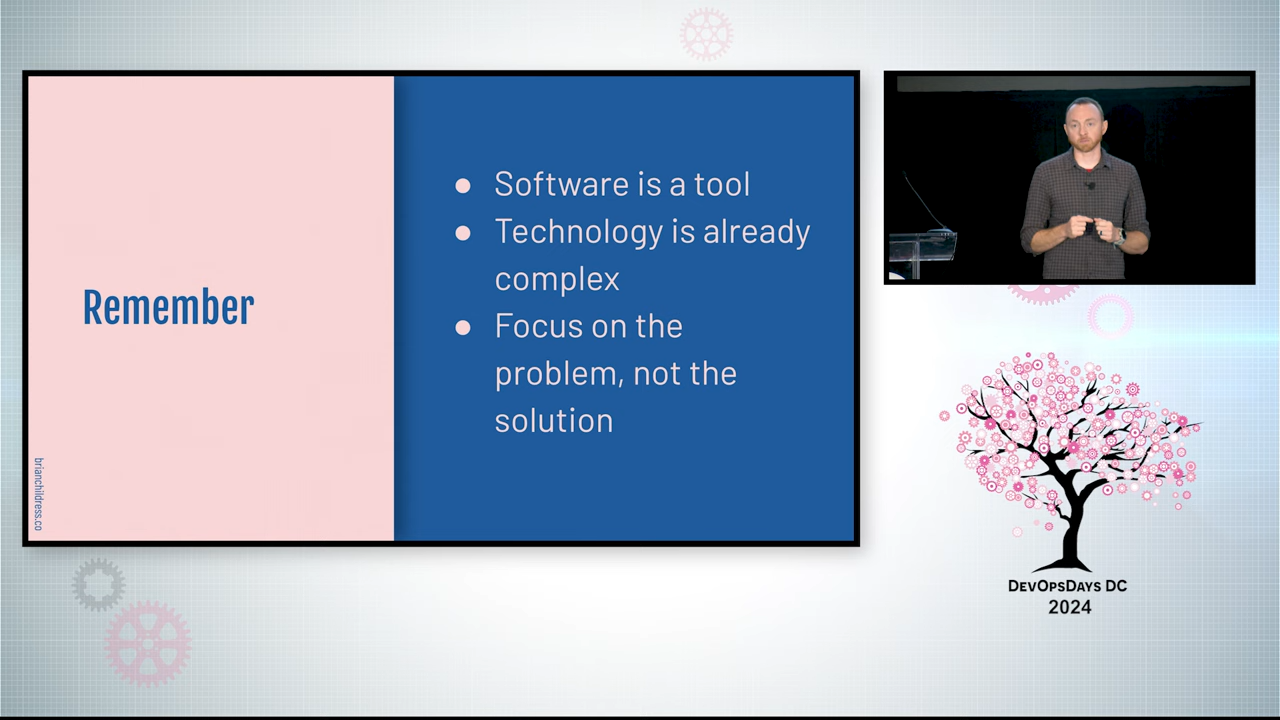 Remember
brianchildress.co
● Software is a tool
● Technology is already
complex
● Focus on the
problem, not the
solution
DevOpsDays DC
2024